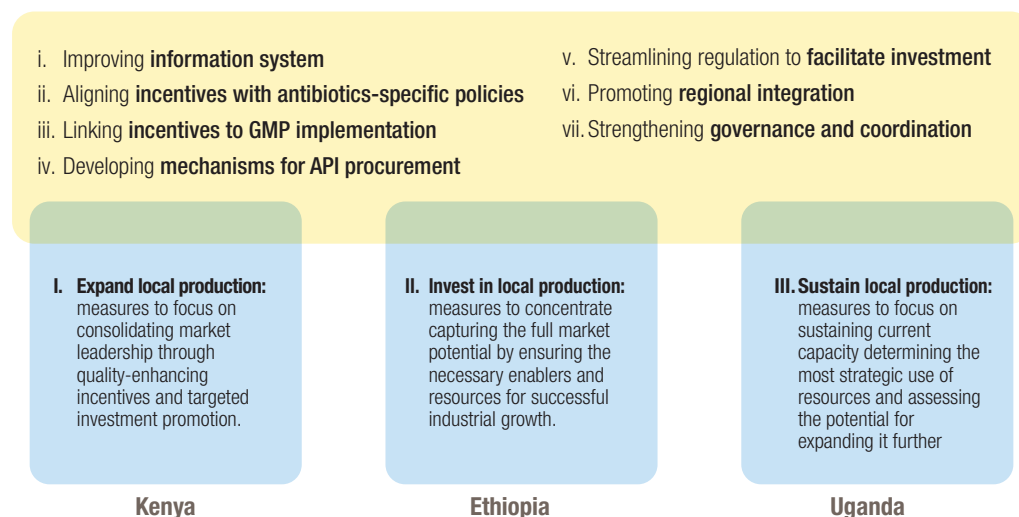 i. Improving information system
ii. Aligning incentives with antibiotics-specific policies
iii. Linking incentives to GMP implementation
iv. Developing mechanisms for API procurement
v. Streamlining regulation to facilitate investment
vi. Promoting regional integration
vii. Strengthening governance and coordination
I. Expand local production:
measures to focus on
consolidating market
leadership through
quality-enhancing
incentives and targeted
investment promotion.
Kenya
II. Invest in local production:
measures to concentrate
capturing the full market
potential by ensuring the
necessary enablers and
resources for successful
industrial growth.
Ethiopia
III. Sustain local production:
measures to focus on
sustaining current
capacity determining the
most strategic use of
resources and assessing
the potential for
expanding it further
Uganda